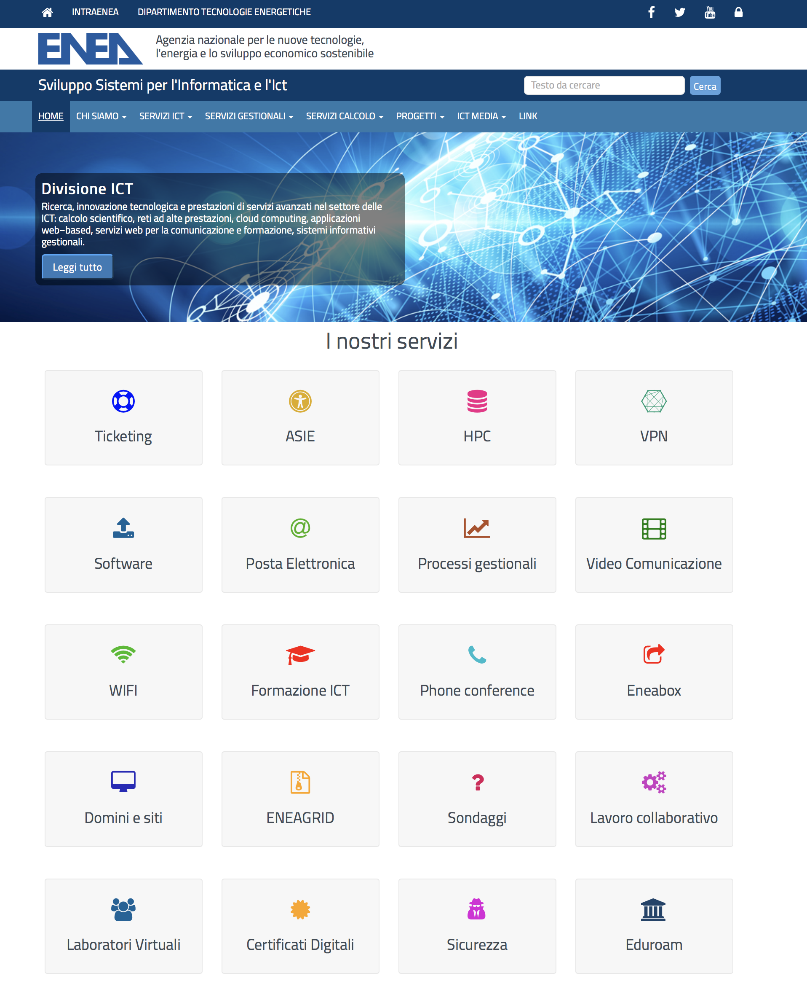 INTRAENEA DIPARTIMENTO TECNOLOGIE ENERGETICHE
You
Tube
ENEA
Agenzia nazionale per le nuove tecnologie,
l'energia e lo sviluppo economico sostenibile
Sviluppo Sistemi per l'Informatica e l'Ict
Testo da cercare
Cerca
HOME CHI SIAMO SERVIZI ICT SERVIZI GESTIONALI SERVIZI CALCOLO PROGETTI ICT MEDIA LINK
Divisione ICT
Ricerca, innovazione tecnologica e prestazioni di servizi avanzati nel settore delle
ICT: calcolo scientifico, reti ad alte prestazioni, cloud computing, applicazioni
web-based, servizi web per la comunicazione e formazione, sistemi informativi
gestionali.
Leggi tutto
I nostri servizi
Ticketing
ASIE
HPC
VPN
Software
@
Posta Elettronica
Processi gestionali
Video Comunicazione
WIFI
Formazione ICT
Phone conference
Eneabox
Domini e siti
ENEAGRID
?
Sondaggi
Lavoro collaborativo
Laboratori Virtuali
Certificati Digitali
Sicurezza
Eduroam